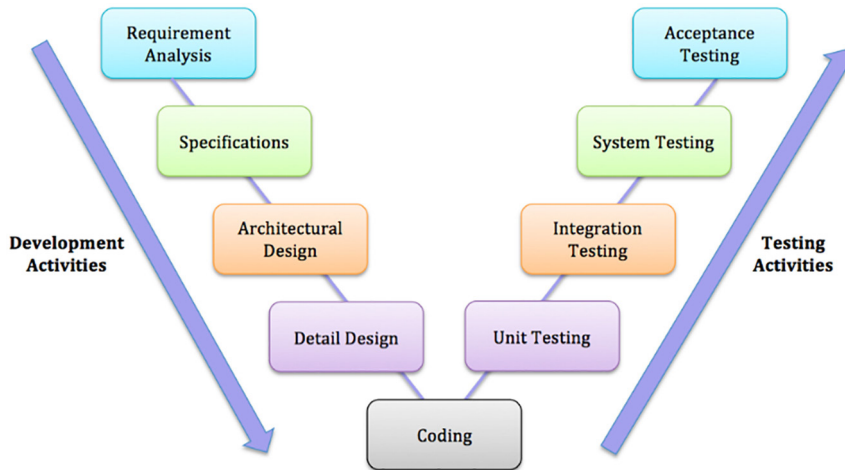 Requirement
Analysis
Acceptance
Testing
Specifications
System Testing
Development
Activities
Architectural
Design
Integration
Testing
Testing
Activities
Detail Design
Unit Testing
Coding